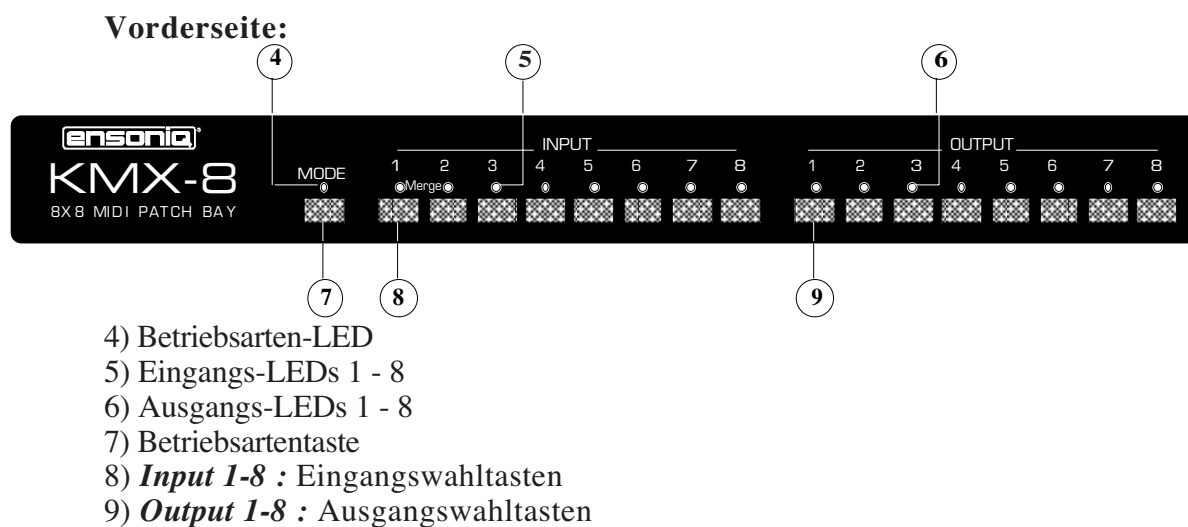 Vorderseite:
4 5 6
ensoniq
INPUT OUTPUT
MODE 1 2 3 4 5 6 7 8 1 2 3 4 5 6 7 8
KMX-8
Merge
8X8 MIDI PATCH BAY
7 8 9
4) Betriebsarten-LED
5) Eingangs-LEDs 1 - 8
6) Ausgangs-LEDs 1 - 8
7) Betriebsartentaste
8) Input 1-8 : Eingangswahltasten
9) Output 1-8 : Ausgangswahltasten